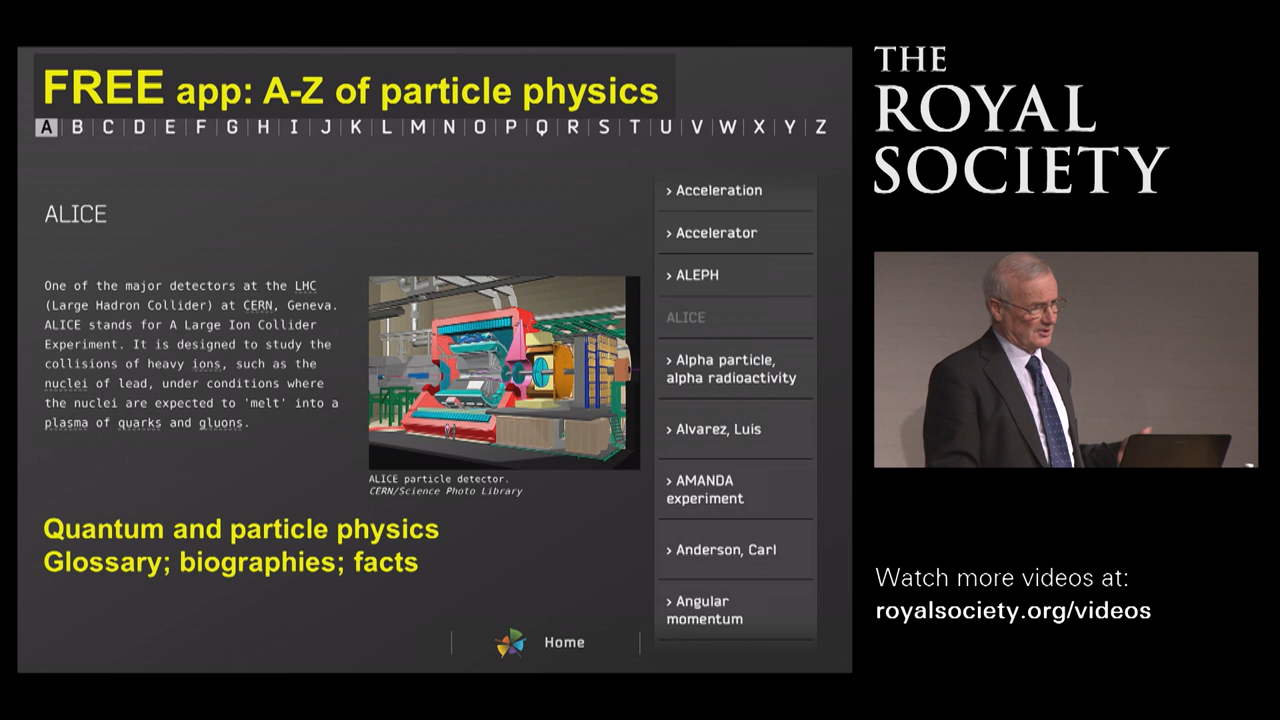 FREE app: A-Z of particle physics
A B C D E F G H I J K L M N O P Q R S T U V W X Y Z
ALICE
One of the major detectors at the LHC
(Large Hadron Collider) at CERN, Geneva.
ALICE stands for A Large Ion Collider
Experiment. It is designed to study the
collisions of heavy ions, such as the
nuclei of lead, under conditions where
the nuclei are expected to 'melt' into a
plasma of quarks and gluons.
ALICE particle detector.
CERN/Science Photo Library
Quantum and particle physics
Glossary; biographies; facts
Home
› Acceleration
› Accelerator
› ALEPH
ALICE
› Alpha particle,
alpha radioactivity
› Alvarez, Luis
› AMANDA
experiment
› Anderson, Carl
› Angular
momentum
THE
ROYAL
SOCIETY
Watch more videos at:
royalsociety.org/videos